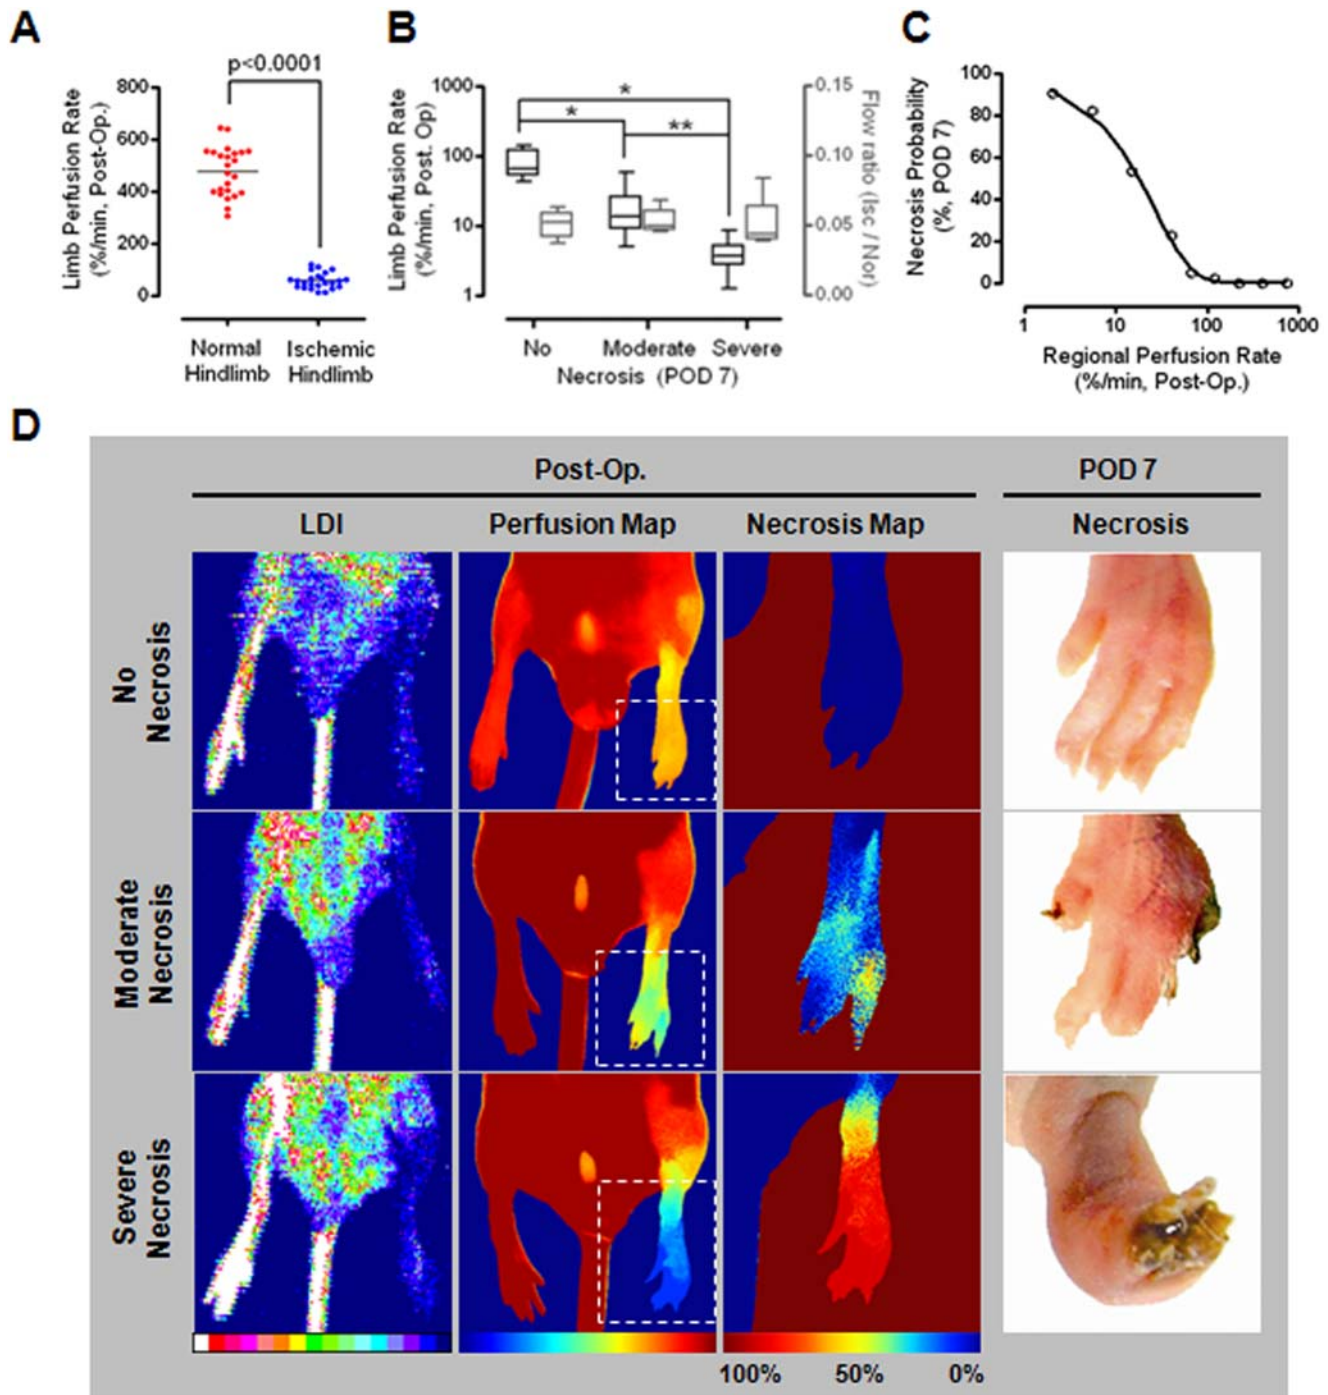 A
p<0.0001
Limb Perfusion Rate
(%/min, Post-Op.)
800
600
400
200
0
Normal
Hindlimb
Ischemic
Hindlimb
B
Limb Perfusion Rate
(%/min, Post. Op)
1000
100
10
1
*
*
**
0.15
0.10
0.05
0.00
Flow ratio (Isc / Nor)
No
Moderate
Severe
Necrosis (POD 7)
C
Necrosis Probability
(%, POD 7)
100
80
60
40
20
0
1
10
100
1000
Regional Perfusion Rate
(%/min, Post-Op.)
D
Post-Op.
POD 7
LDI
Perfusion Map
Necrosis Map
Necrosis
No
Necrosis
Moderate
Necrosis
Severe
Necrosis
100%
50%
0%